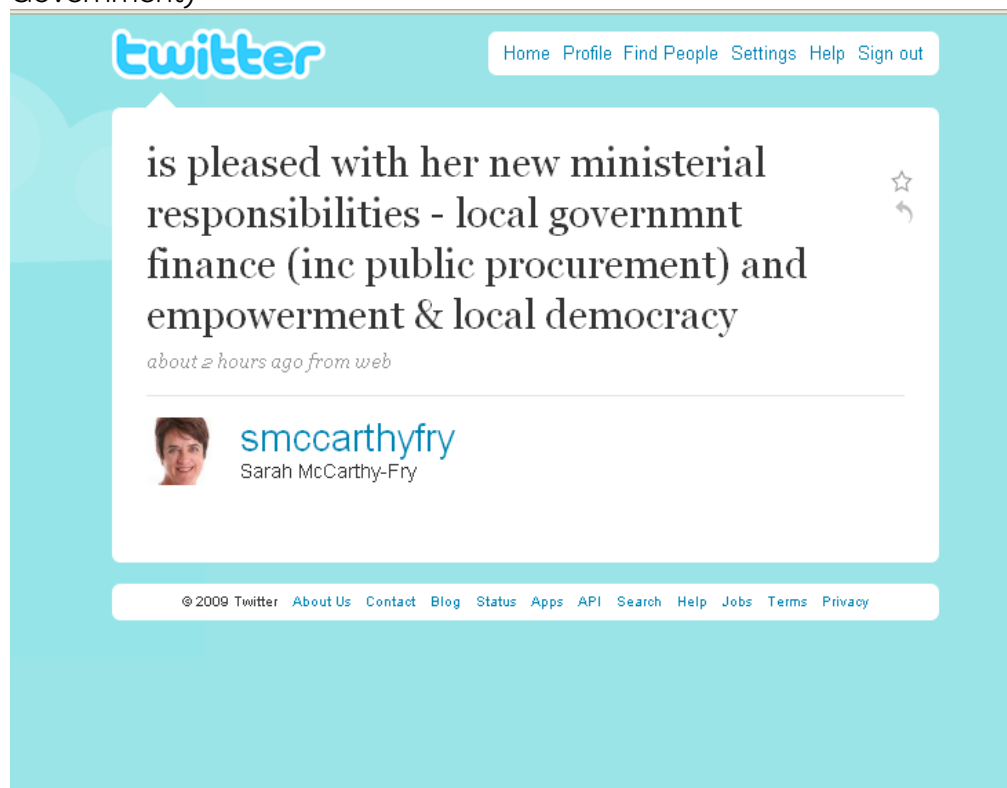 Government)
twitter
Home Profile Find People Settings Help Sign out
is pleased with her new ministerial
responsibilities - local governmnt
finance (inc public procurement) and
empowerment & local democracy
about 2 hours ago from web
smccarthyfry
Sarah McCarthy-Fry
© 2009 Twitter About Us Contact Blog Status Apps API Search Help Jobs Terms Privacy